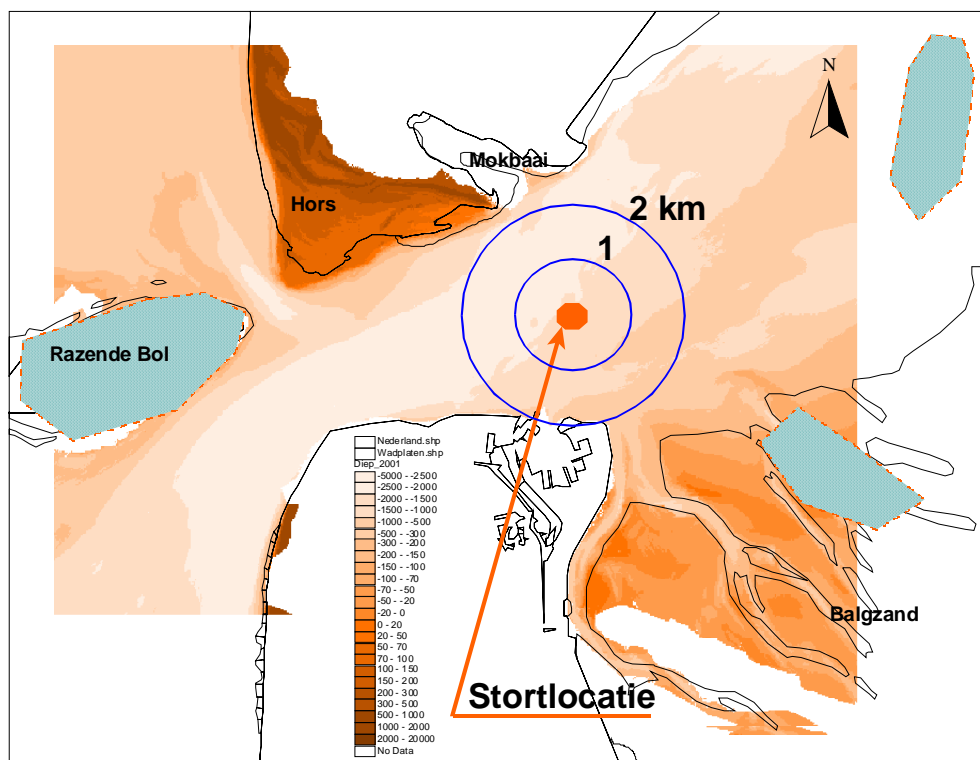 N
Mokbaai
Hors
2 km
1
Razende Bol
Nederland.shp
Wadplaten.shp
Diep_2001
-5000 - -2500
-2500 - -2000
-2000 - -1500
-1500 - -1000
-1000 - -500
-500 - -300
-300 - -200
-200 - -150
-150 - -100
-100 - -70
-70 - -50
-50 - -20
-20 - 0
0 - 20
20 - 50
50 - 70
70 - 100
100 - 150
150 - 200
200 - 300
300 - 500
500 - 1000
1000 - 2000
2000 - 20000
No Data
Balgzand
Stortlocatie